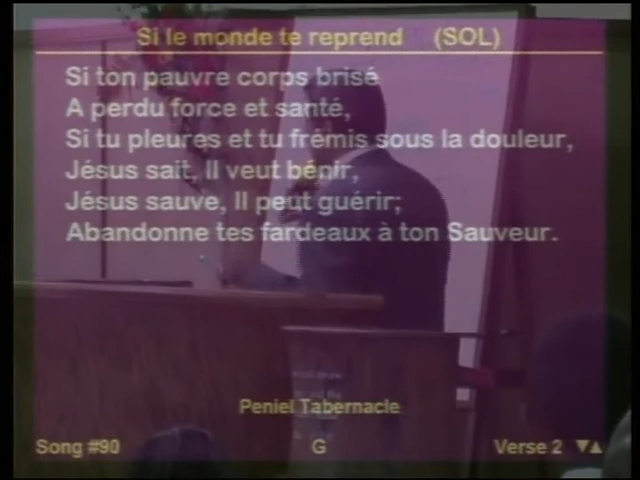 Si le monde te reprend (SOL)
Si ton pauvre corps brisé
A perdu force et santé,
Si tu pleures et tu frémis sous la douleur,
Jésus sait, Il veut bénir,
Jésus sauve, Il peut guérir;
Abandonne tes fardeaux à ton Sauveur.
Peniel Tabernacle
Song #90 G Verse 2 ▼▲